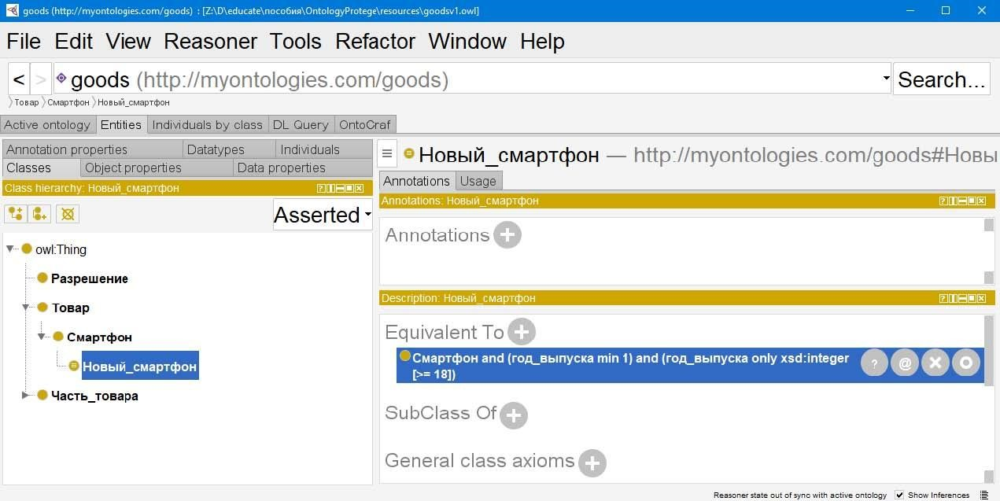 goods (http://myontologies.com/goods) : [Z:\D\educate\пособия\OntologyProtege\resources\goodsv1.owl]
File Edit View Reasoner Tools Refactor Window Help
< > goods (http://myontologies.com/goods) Search...
Товар Смартфон Новый_смартфон
Active ontology Entities Individuals by class DL Query OntoCraf
Annotation properties Datatypes Individuals
Classes Object properties Data properties
Class hierarchy: Новый_смартфон
Asserted
owl:Thing
Разрешение
Товар
Смартфон
Новый_смартфон
Часть_товара
Новый_смартфон — http://myontologies.com/goods#Новы
Annotations Usage
Annotations: Новый_смартфон
Annotations
Description: Новый_смартфон
Equivalent To
Смартфон and (год_выпуска min 1) and (год_выпуска only xsd:integer
[>= 18])
? @
SubClass Of
General class axioms
Reasoner state out of sync with active ontology Show Inferences